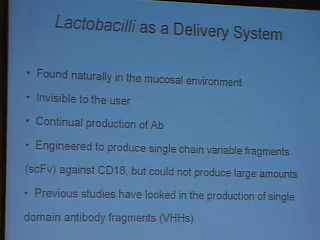 Lactobacilli as a Delivery System
• Found naturally in the mucosal environment
• Invisible to the user
• Continual production of Ab
• Engineered to produce single chain variable fragments
(scFv) against CD18, but could not produce large amounts
• Previous studies have looked in the production of single
domain antibody fragments (VHHs)